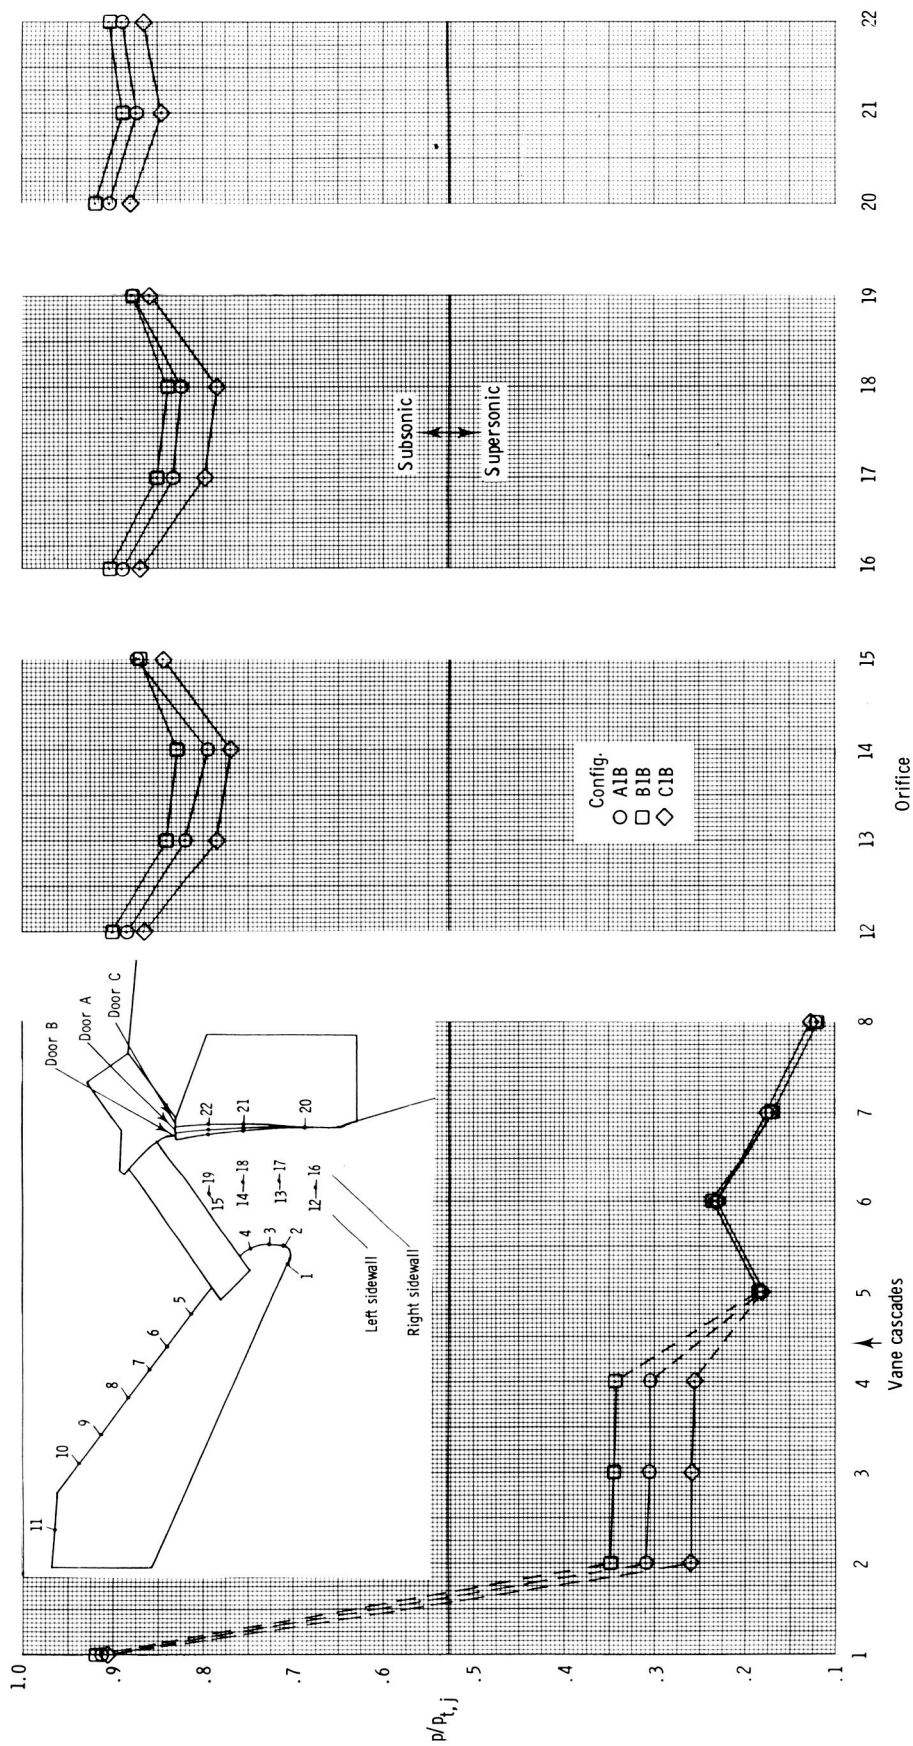 1.0
.9
.8
.7
.6
.5
.4
.3
.2
.1
p/p_t,j
11
10
9
8
7
6
5
4
3
2
1
15 19
14 18
13 17
12 16
22
21
20
Door B
Door A
Door C
Left sidewall
Right sidewall
Subsonic
Supersonic
Config.
A1B
B1B
C1B
1 2 3 4 5 6 7 8
12 13 14 15
16 17 18 19
20 21 22
Vane cascades
Orifice